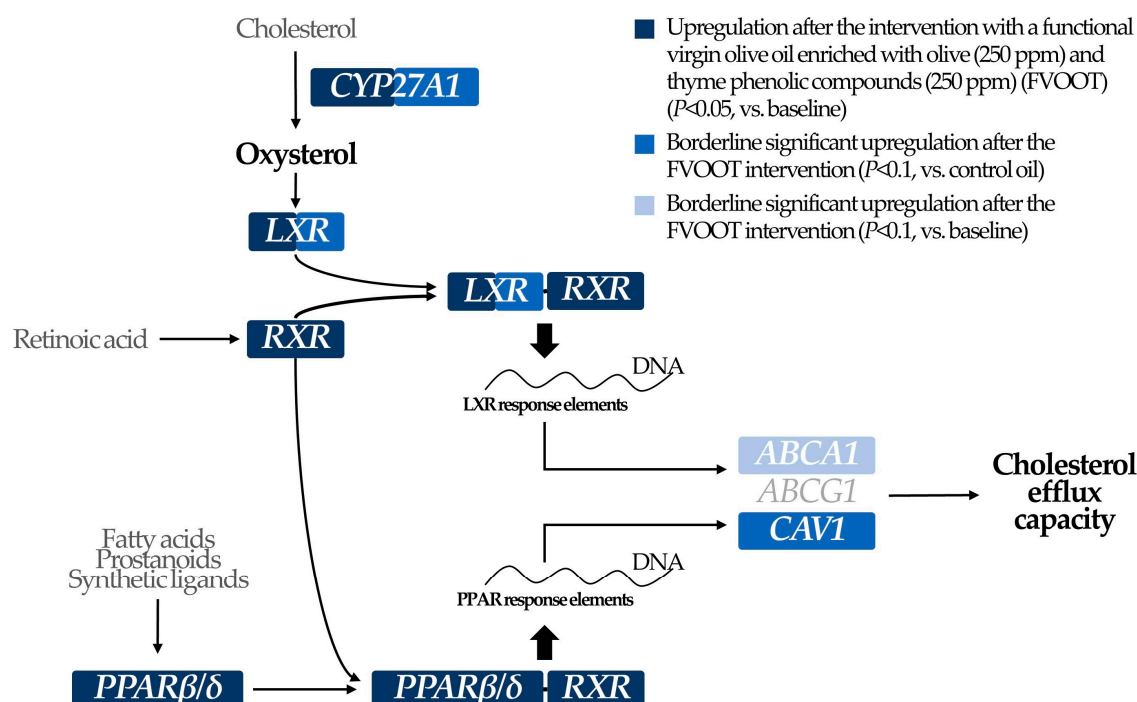 Cholesterol
CYP27A1
Oxysterol
LXR
LXR
RXR
Retinoic acid
RXR
DNA
LXR response elements
ABCA1
ABCG1
CAV1
Cholesterol
efflux
capacity
Fatty acids
Prostanoids
Synthetic ligands
DNA
PPAR response elements
PPARβ/δ
PPARβ/δ
RXR
Upregulation after the intervention with a functional
virgin olive oil enriched with olive (250 ppm) and
thyme phenolic compounds (250 ppm) (FVOOT)
(P<0.05, vs. baseline)
Borderline significant upregulation after the
FVOOT intervention (P<0.1, vs. control oil)
Borderline significant upregulation after the
FVOOT intervention (P<0.1, vs. baseline)